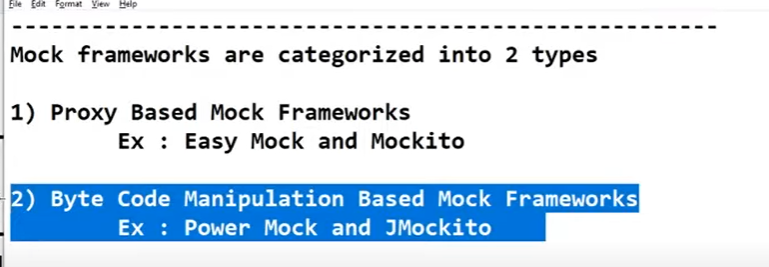 File Edit Format View Help
-----------------------------------------------------
Mock frameworks are categorized into 2 types
1) Proxy Based Mock Frameworks
Ex : Easy Mock and Mockito
2) Byte Code Manipulation Based Mock Frameworks
Ex : Power Mock and JMockito